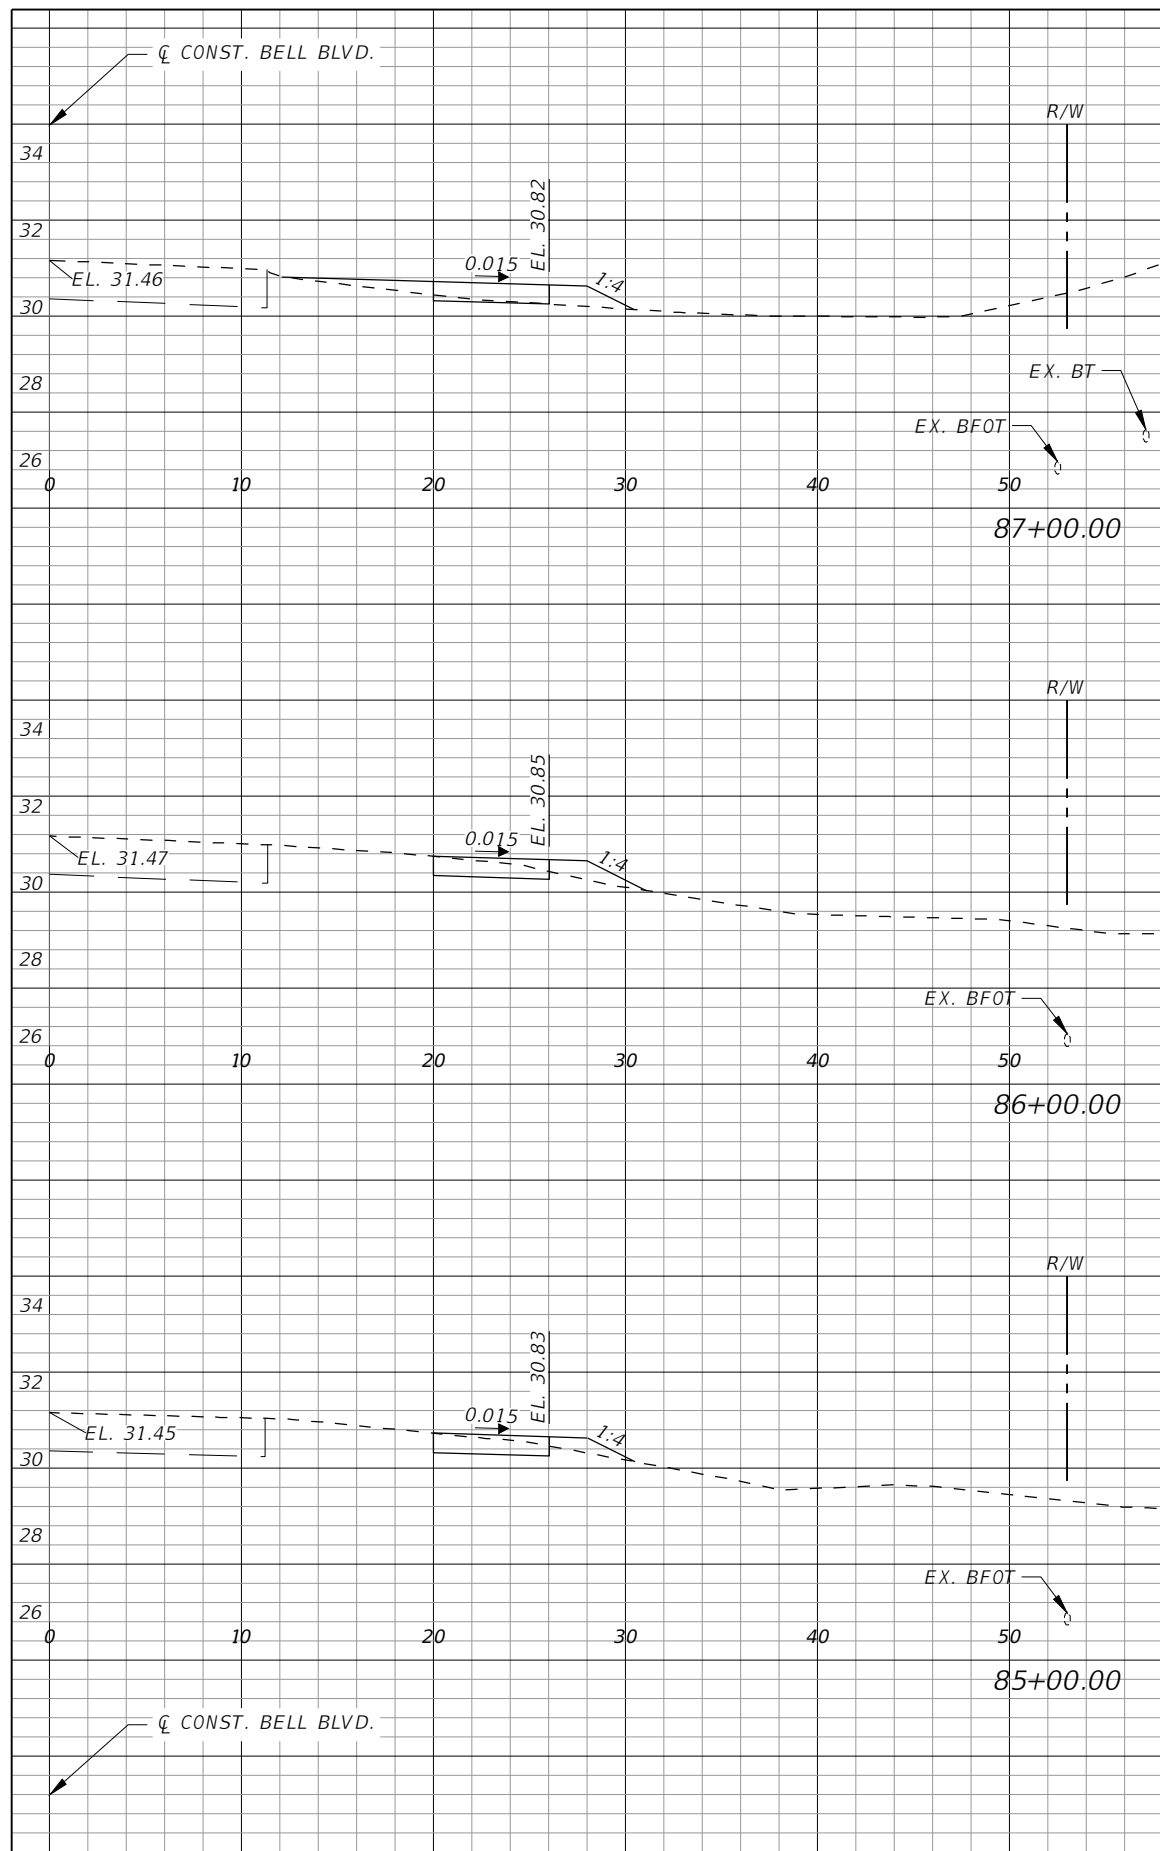 ℄ CONST. BELL BLVD.
R/W
34
32
30
28
26
EL. 31.46
0.015
EL. 30.82
1:4
EX. BT
EX. BFOT
0 10 20 30 40 50
87+00.00
R/W
34
32
30
28
26
EL. 31.47
0.015
EL. 30.85
1:4
EX. BFOT
0 10 20 30 40 50
86+00.00
R/W
34
32
30
28
26
EL. 31.45
0.015
EL. 30.83
1:4
EX. BFOT
0 10 20 30 40 50
85+00.00
℄ CONST. BELL BLVD.